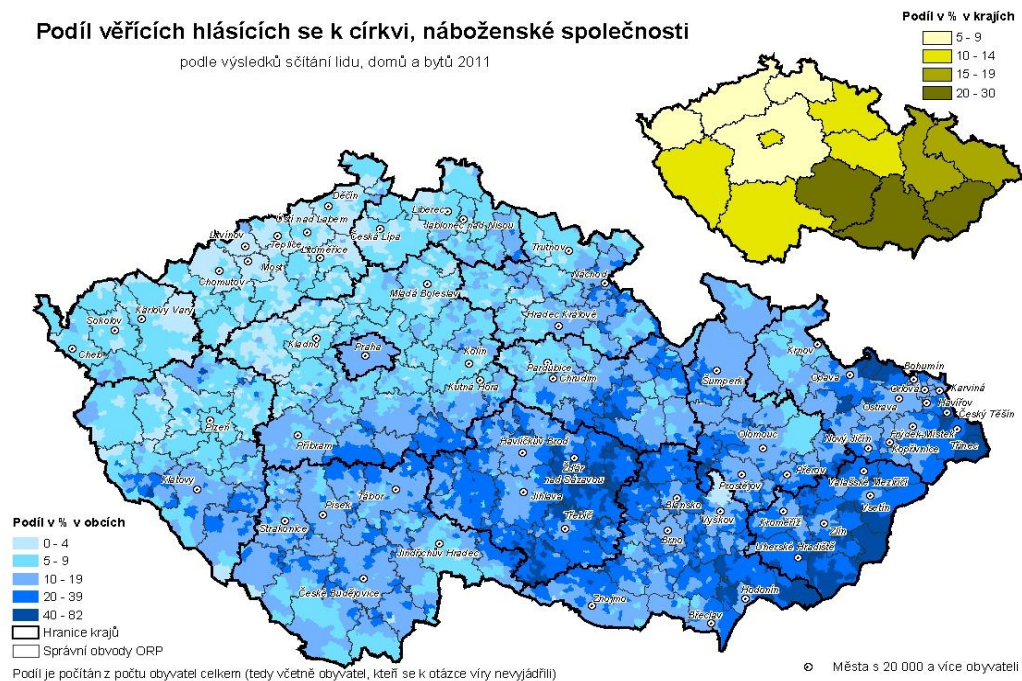 Podíl věřících hlásících se k církvi, náboženské společnosti
podle výsledků sčítání lidu, domů a bytů 2011
Podíl v % v krajích
5 - 9
10 - 14
15 - 19
20 - 30
Děčín
Ústí nad Labem
Liberec
Jablonec nad Nisou
Litvínov
Teplice
Litoměřice
Česká Lípa
Most
Chomutov
Trutnov
Náchod
Mladá Boleslav
Karlovy Vary
Sokolov
Cheb
Hradec Králové
Kladno
Praha
Kolín
Kutná Hora
Pardubice
Chrudim
Šumperk
Krnov
Opava
Bohumín
Orlová
Karviná
Havířov
Ostrava
Český Těšín
Frýdek-Místek
Třinec
Kopřivnice
Nový Jičín
Plzeň
Příbram
Havlíčkův Brod
Žďár
nad Sázavou
Olomouc
Přerov
Valašské Meziříčí
Klatovy
Tábor
Písek
Strakonice
Jihlava
Třebíč
Prostějov
Blansko
Vyškov
Vsetín
Kroměříž
Zlín
Brno
Uherské Hradiště
Jindřichův Hradec
České Budějovice
Znojmo
Hodonín
Břeclav
Podíl v % v obcích
0 - 4
5 - 9
10 - 19
20 - 39
40 - 82
Hranice krajů
Správní obvody ORP
Podíl je počítán z počtu obyvatel celkem (tedy včetně obyvatel, kteří se k otázce víry nevyjádřili)
Města s 20 000 a více obyvateli